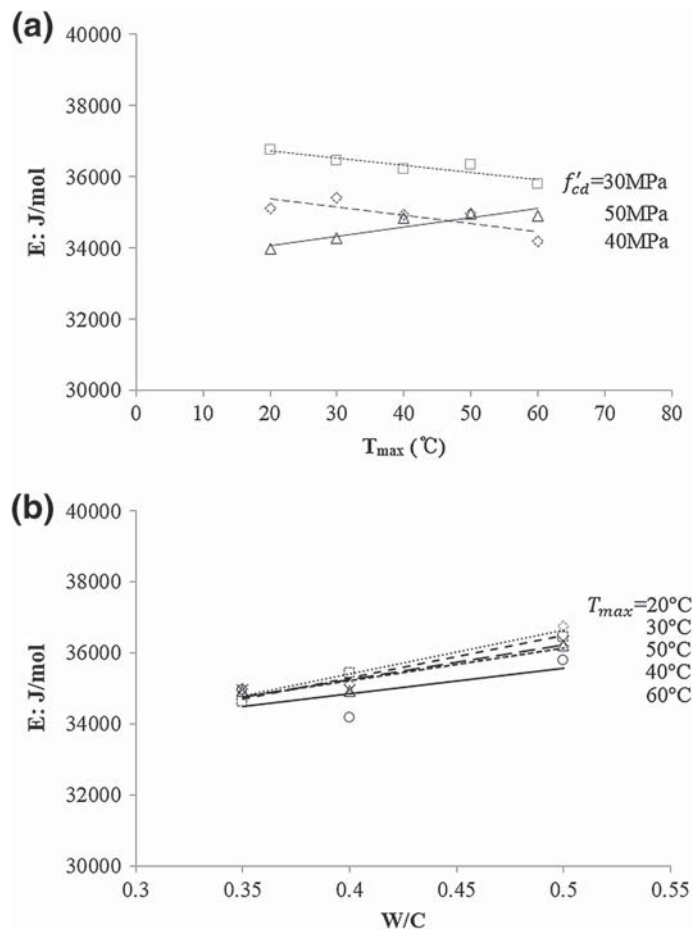 (a)
40000
38000
36000
34000
32000
30000
E: J/mol
f'cd=30MPa
50MPa
40MPa
0 10 20 30 40 50 60 70 80
Tmax (℃)
(b)
40000
38000
36000
34000
32000
30000
E: J/mol
Tmax=20°C
30°C
50°C
40°C
60°C
0.3 0.35 0.4 0.45 0.5 0.55
W/C